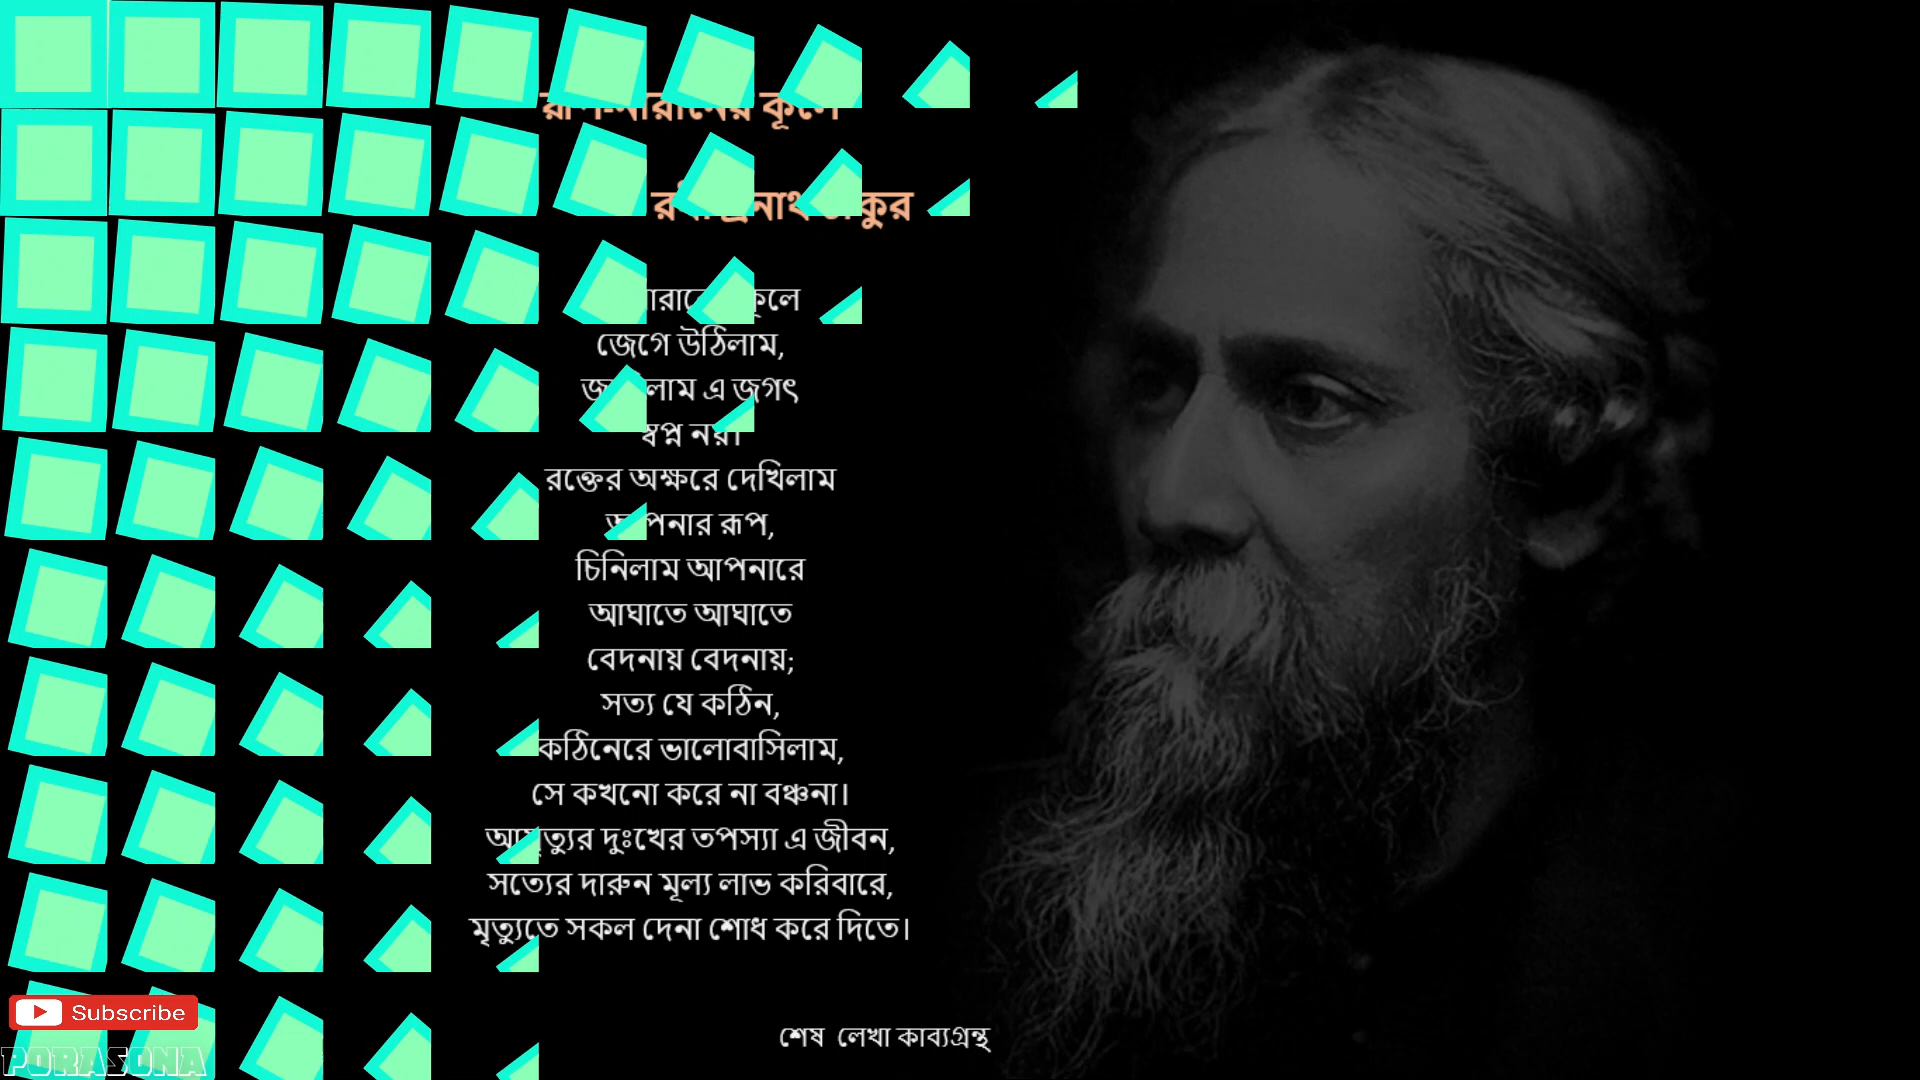 কূলে
কূলে
জেগে উঠিলাম,
এ জগৎ
স্বপ্ন নয়।
রক্তের অক্ষরে দেখিলাম
রূপ,
চিনিলাম আপনারে
আঘাতে আঘাতে
বেদনায় বেদনায়;
সত্য যে কঠিন,
কঠিনেরে ভালোবাসিলাম,
সে কখনো করে না বঞ্চনা।
দুঃখের তপস্যা এ জীবন,
সত্যের দারুন মূল্য লাভ করিবারে,
মৃত্যুতে সকল দেনা শোধ করে দিতে।
শেষ লেখা কাব্যগ্রন্থ
Subscribe
PORASONA